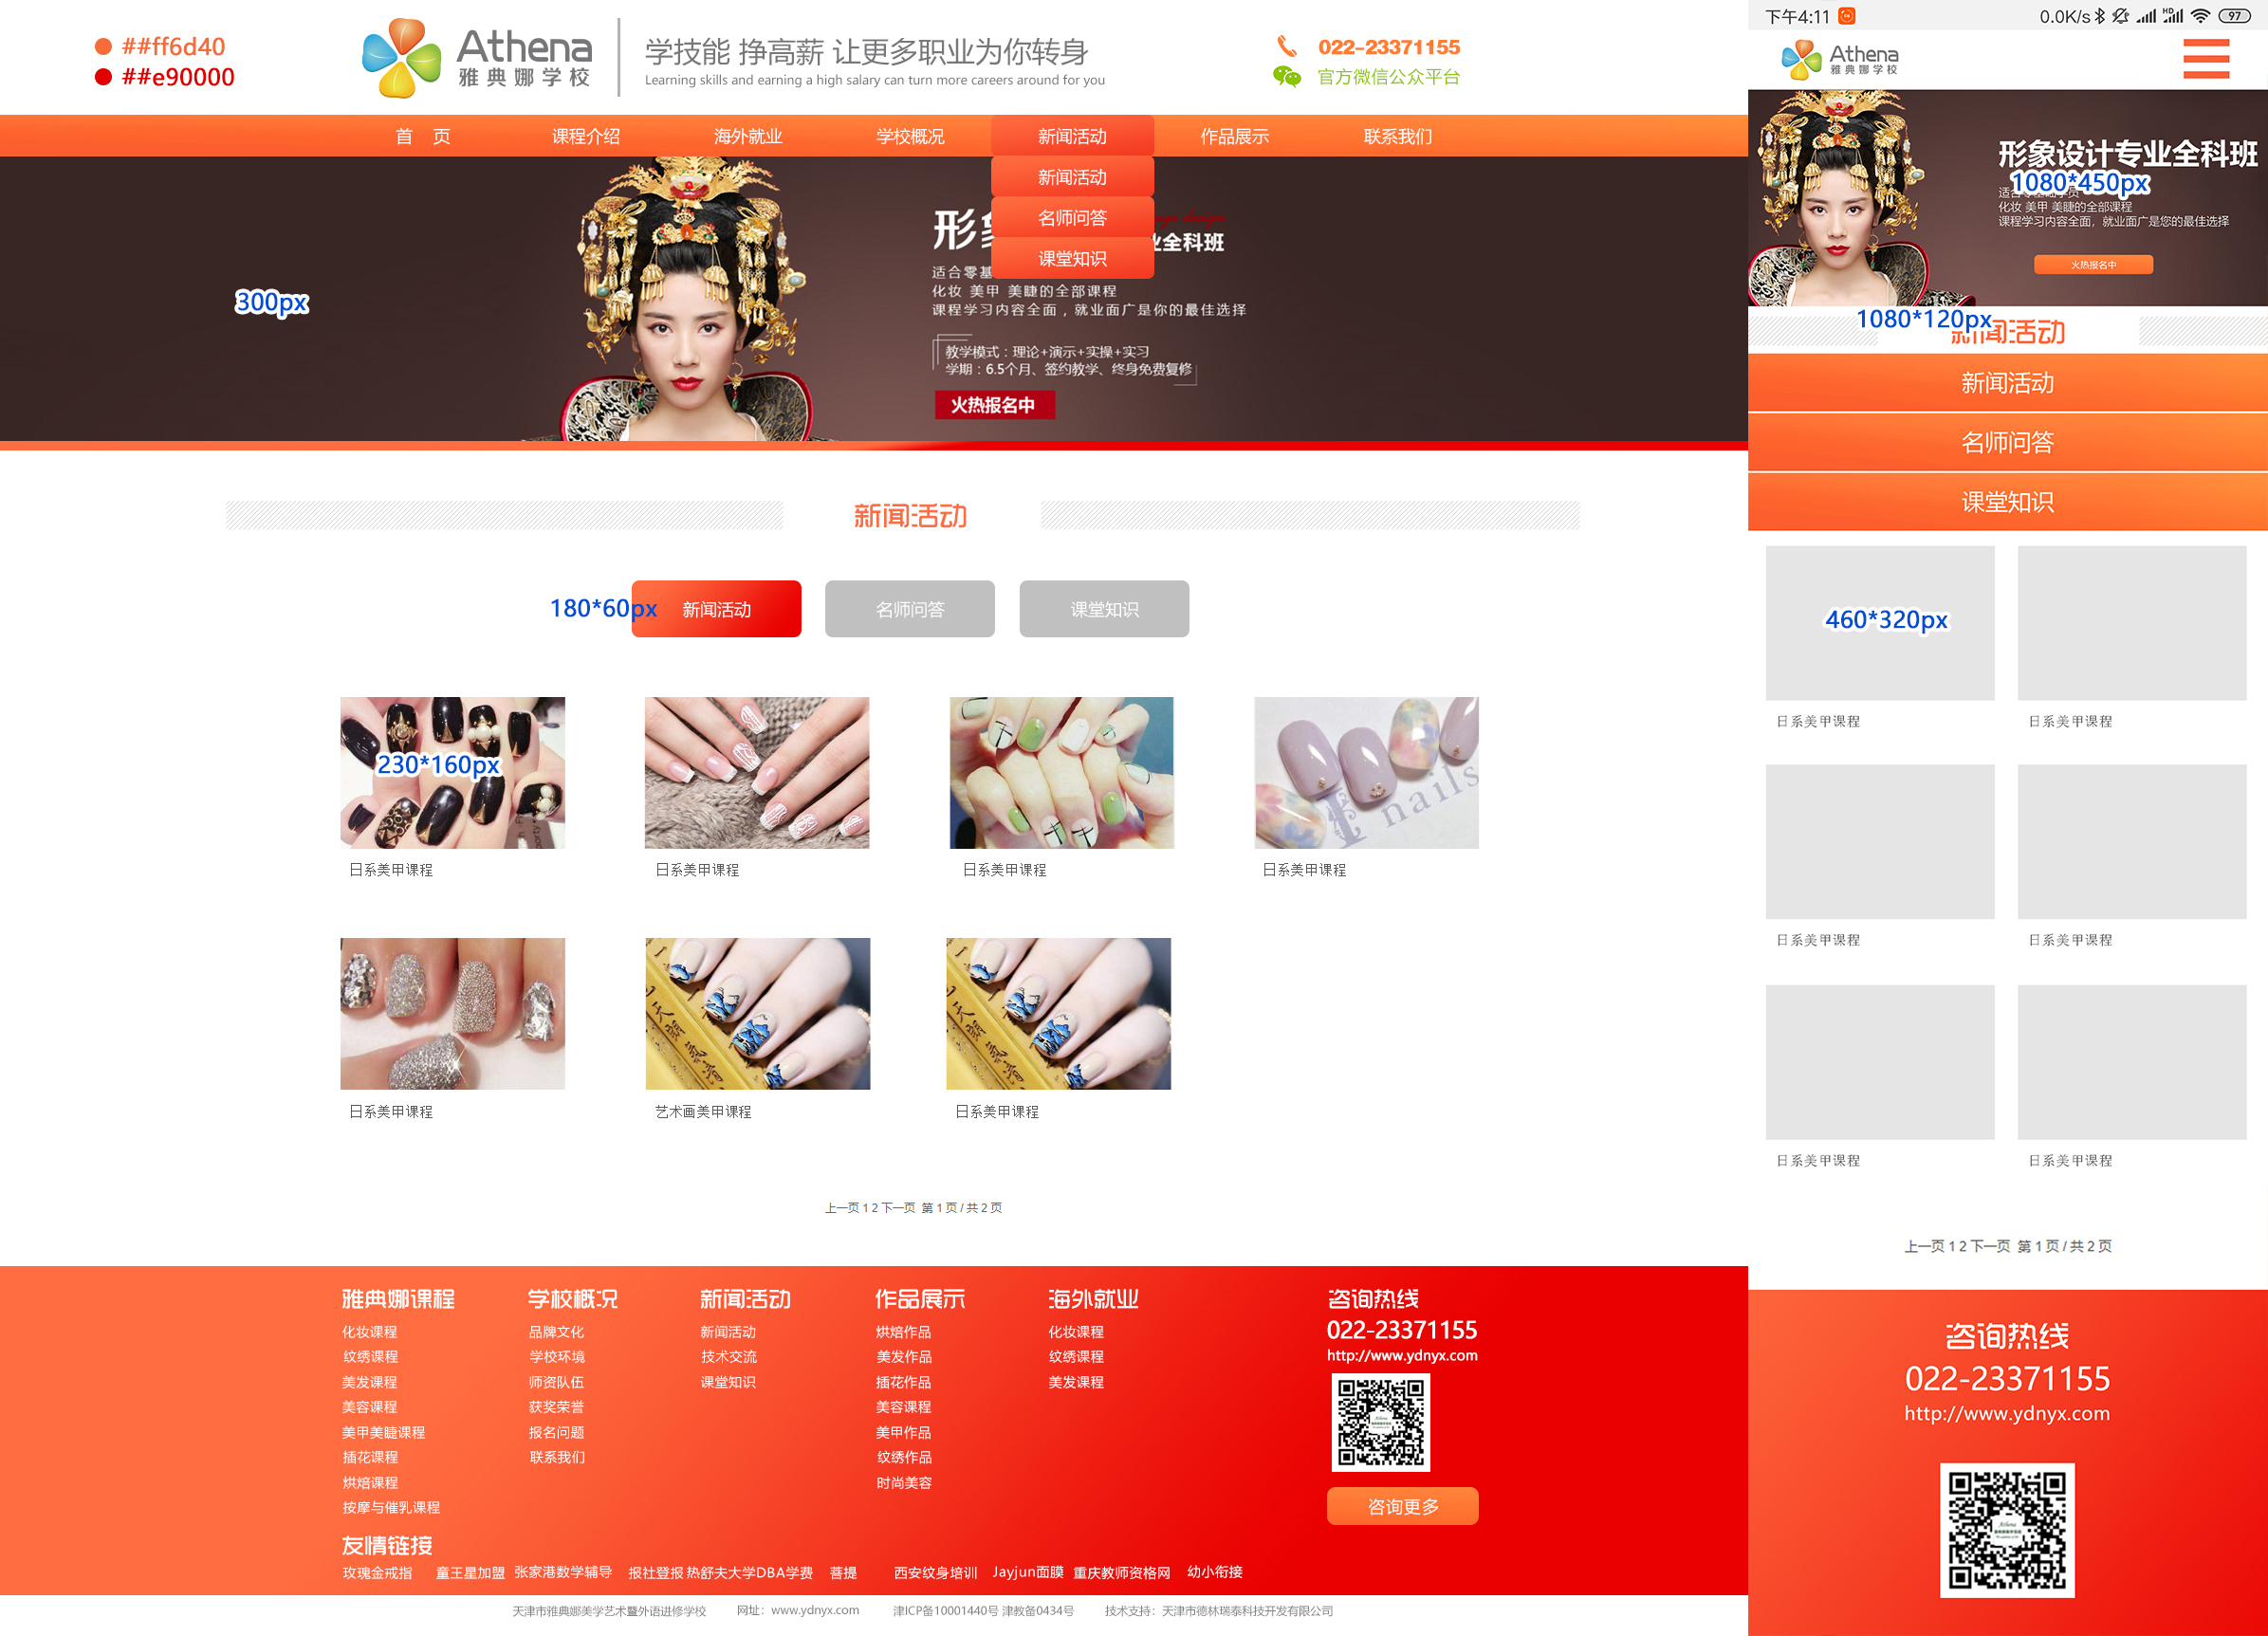 ##ff6d40
##e90000
Athena
雅典娜学校
学技能 挣高薪 让更多职业为你转身
Learning skills and earning a high salary can turn more careers around for you
022-23371155
官方微信公众平台
首 页
课程介绍
海外就业
学校概况
新闻活动
作品展示
联系我们
新闻活动
名师问答
课堂知识
300px
形
业全科班
适合零基
化妆 美甲 美睫的全部课程
课程学习内容全面，就业面广是你的最佳选择
教学模式：理论+演示+实操+实习
学期：6.5个月、签约教学、终身免费复修
火热报名中
新闻活动
180*60px
新闻活动
名师问答
课堂知识
230*160px
nails
日系美甲课程
日系美甲课程
日系美甲课程
日系美甲课程
日系美甲课程
艺术画美甲课程
日系美甲课程
上一页 1 2 下一页 第 1 页 / 共 2 页
雅典娜课程
化妆课程
纹绣课程
美发课程
美容课程
美甲美睫课程
插花课程
烘焙课程
按摩与催乳课程
学校概况
品牌文化
学校环境
师资队伍
获奖荣誉
报名问题
联系我们
新闻活动
新闻活动
技术交流
课堂知识
作品展示
烘焙作品
美发作品
插花作品
美容课程
美甲作品
纹绣作品
时尚美容
海外就业
化妆课程
纹绣课程
美发课程
咨询热线
022-23371155
http://www.ydnyx.com
咨询更多
友情链接
玫瑰金戒指 童王星加盟 张家港数学辅导 报社登报 热舒夫大学DBA学费 菩提 西安纹身培训 Jayjun面膜 重庆教师资格网 幼小衔接
天津市雅典娜美学艺术暨外语进修学校 网址：www.ydnyx.com 津ICP备10001440号 津教备0434号 技术支持：天津市德林瑞泰科技开发有限公司
下午4:11
0.0K/s
HD
97
Athena
雅典娜学校
形象设计专业全科班
1080*450px
化妆 美甲 美睫的全部课程
课程学习内容全面，就业面广是您的最佳选择
火热报名中
1080*120px
新闻活动
新闻活动
名师问答
课堂知识
460*320px
日系美甲课程
日系美甲课程
日系美甲课程
日系美甲课程
日系美甲课程
日系美甲课程
上一页 1 2 下一页 第 1 页 / 共 2 页
咨询热线
022-23371155
http://www.ydnyx.com